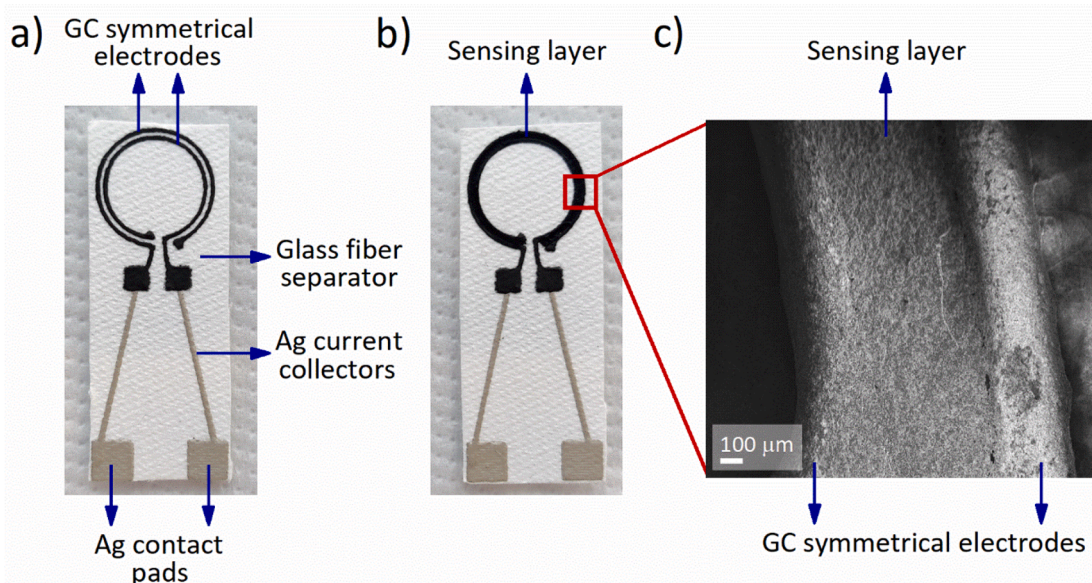 a)
GC symmetrical
electrodes
Glass fiber
separator
Ag current
collectors
Ag contact
pads
b)
Sensing layer
c)
Sensing layer
100 μm
GC symmetrical electrodes